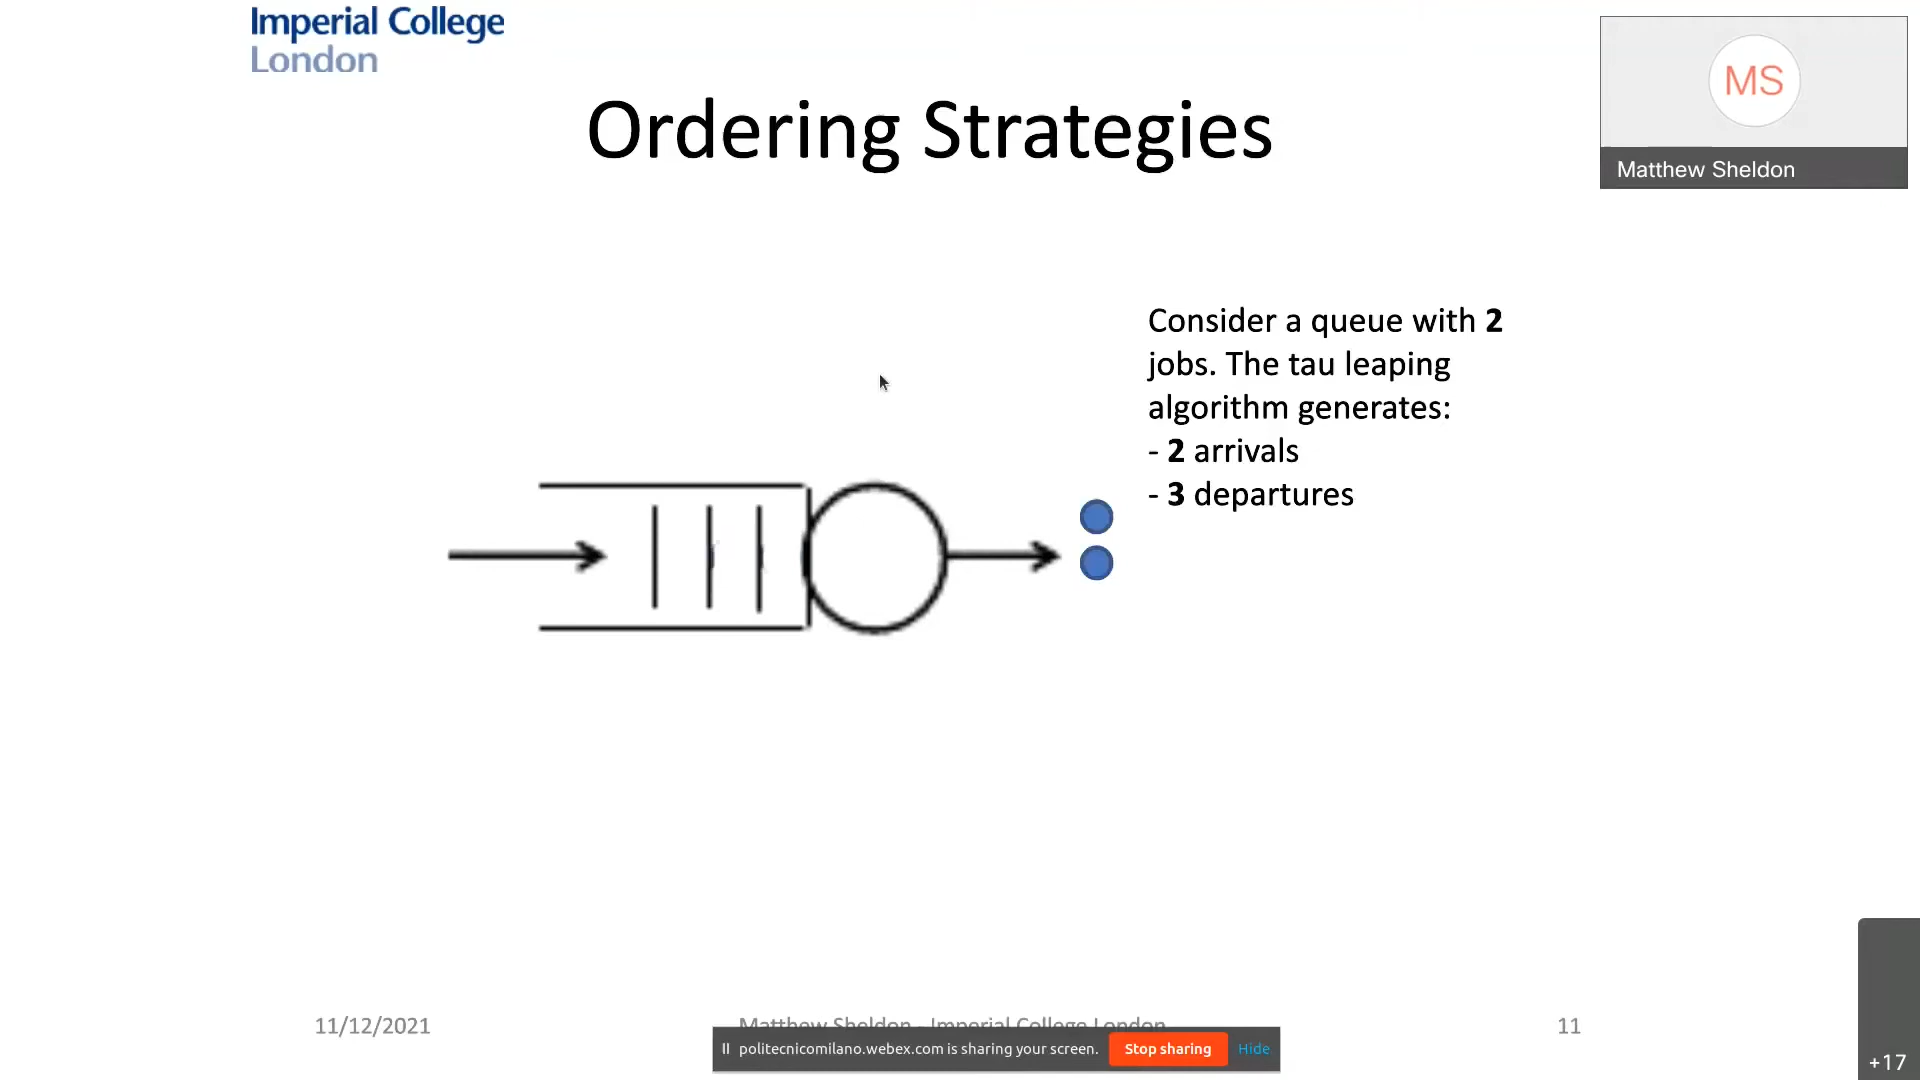 Imperial College
London
Ordering Strategies
MS
Matthew Sheldon
Consider a queue with 2
jobs. The tau leaping
algorithm generates:
- 2 arrivals
- 3 departures
11/12/2021
Matthew Sheldon - Imperial College London
11
politecnicomilano.webex.com is sharing your screen.
Stop sharing
Hide
+17